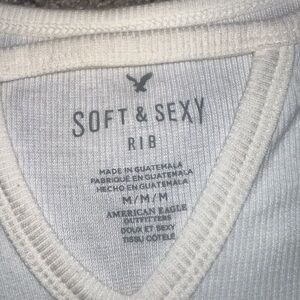 SOFT & SEXY
RIB
MADE IN GUATEMALA
FABRIQUÉ EN GUATEMALA
HECHO EN GUATEMALA
M/M/M
AMERICAN EAGLE
OUTFITTERS
DOUX ET SEXY
TISSU CÔTELÉ